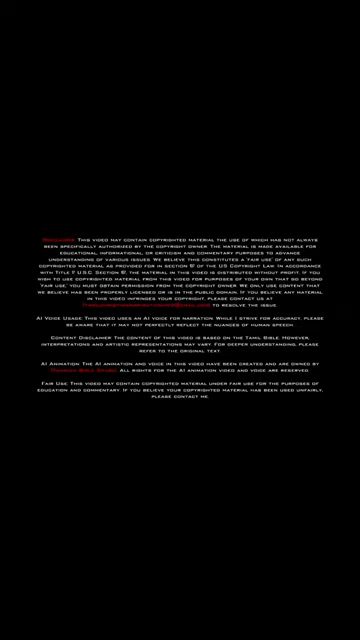 Disclaimer: This video may contain copyrighted material the use of which has not always
been specifically authorized by the copyright owner. The material is made available for
educational, informational, or criticism and commentary purposes to advance
understanding of various issues. We believe this constitutes a 'fair use' of any such
copyrighted material as provided for in section of the US Copyright Law. In accordance
with Title U.S.C. Section the material in this video is distributed without profit. If you
wish to use copyrighted material from this video for purposes of your own that go beyond
'fair use,' you must obtain permission from the copyright owner. We only use content that
we believe has been properly licensed or is in the public domain. If you believe any material
in this video infringes your copyright, please contact us at
to resolve the issue.
AI Voice Usage: This video uses an AI voice for narration. While I strive for accuracy, please
be aware that it may not perfectly reflect the nuances of human speech.
Content Disclaimer: The content of this video is based on the Tamil Bible. However,
interpretations and artistic representations may vary. For deeper understanding, please
refer to the original text.
AI Animation: The AI animation and voice in this video have been created and are owned by
Bible All rights for the AI animation video and voice are reserved.
Fair Use: This video may contain copyrighted material under fair use for the purposes of
education and commentary. If you believe your copyrighted material has been used unfairly,
please contact me.